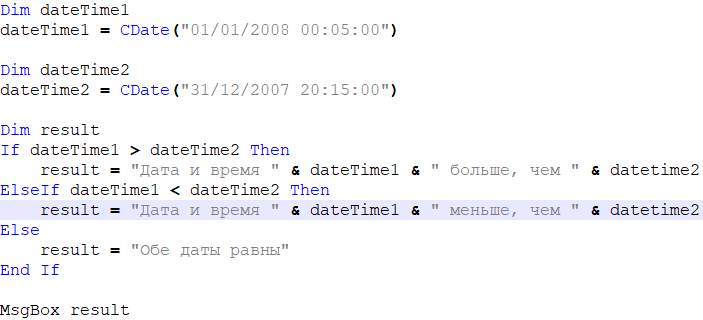 Dim dateTime1
dateTime1 = CDate("01/01/2008 00:05:00")
Dim dateTime2
dateTime2 = CDate("31/12/2007 20:15:00")
Dim result
If dateTime1 > dateTime2 Then
    result = "Дата и время " & dateTime1 & " больше, чем " & datetime2
ElseIf dateTime1 < dateTime2 Then
    result = "Дата и время " & dateTime1 & " меньше, чем " & datetime2
Else
    result = "Обе даты равны"
End If
MsgBox result